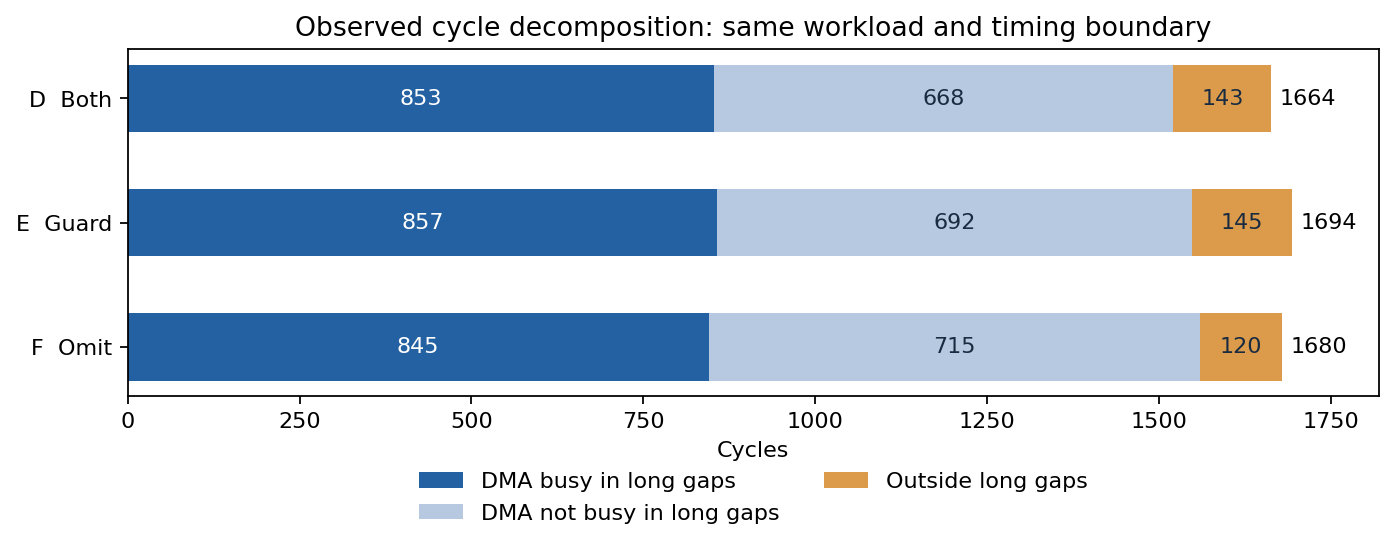 Observed cycle decomposition: same workload and timing boundary
D Both 853 668 143 1664
E Guard 857 692 145 1694
F Omit 845 715 120 1680
0 250 500 750 1000 1250 1500 1750
Cycles
DMA busy in long gaps Outside long gaps
DMA not busy in long gaps